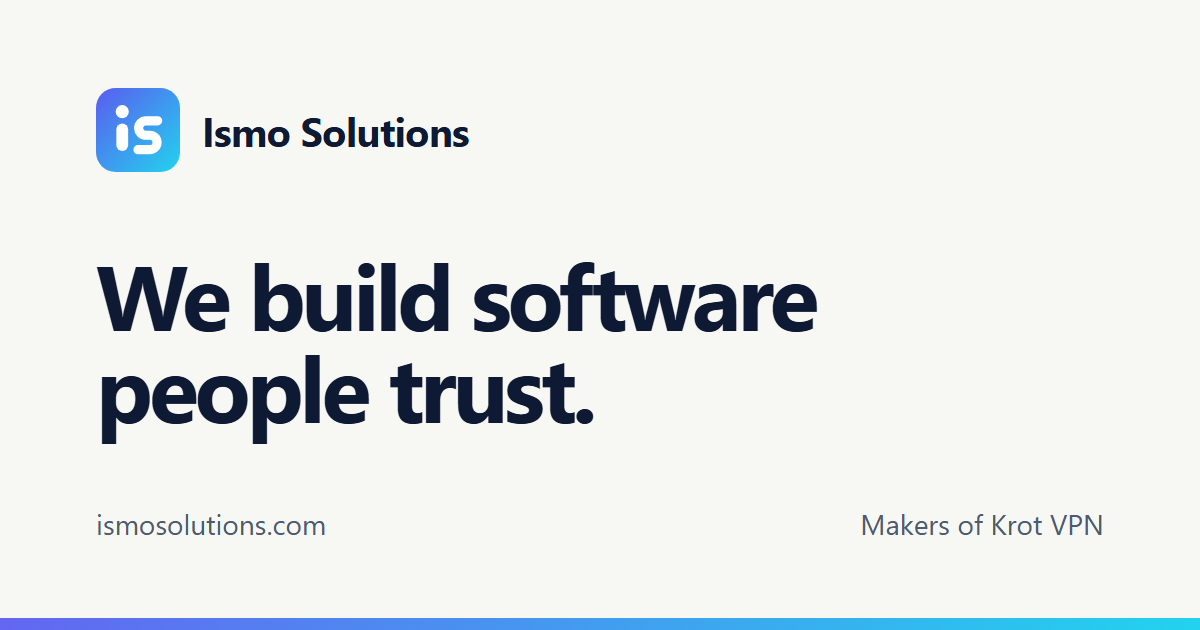 is
Ismo Solutions
We build software
people trust.
ismosolutions.com
Makers of Krot VPN